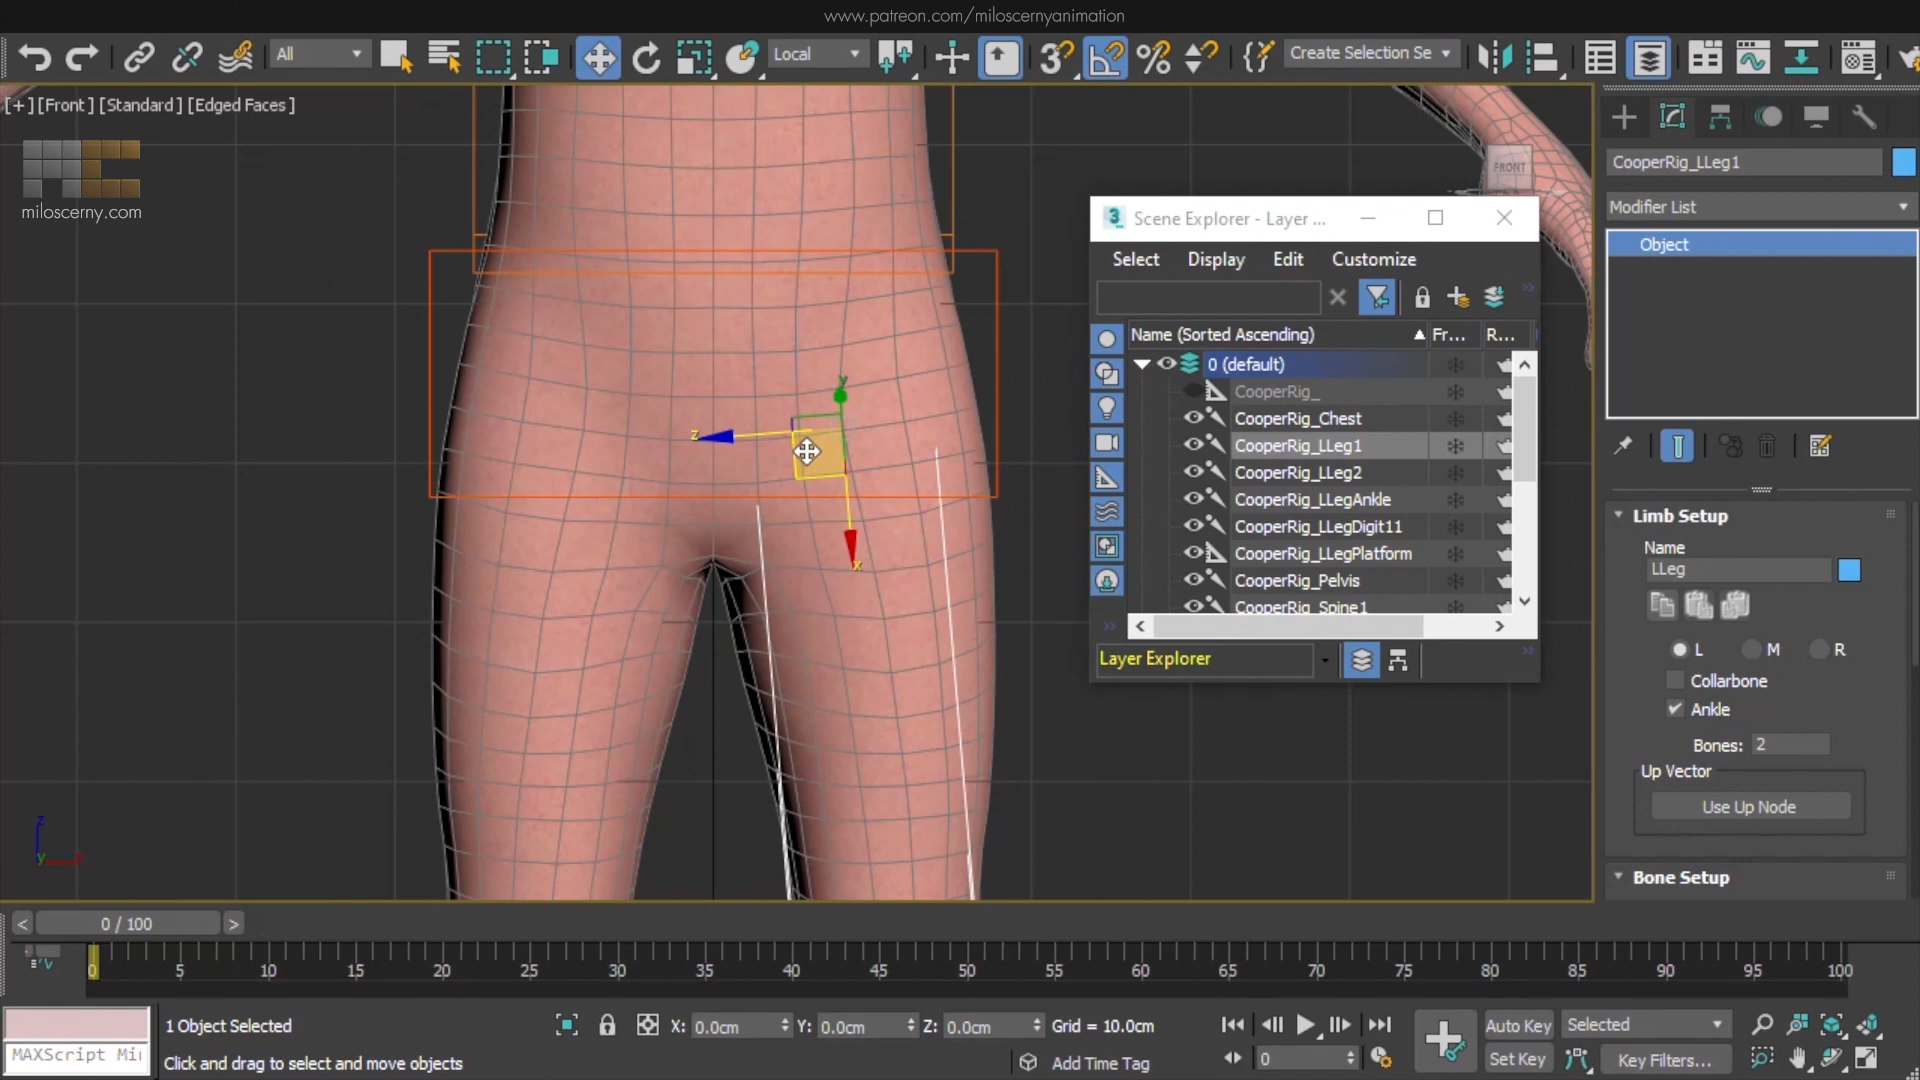 www.patreon.com/miloscernyanimation
All
Local
3
Create Selection Se
[+][Front][Standard][Edged Faces]
miloscerny.com
FRONT
CooperRig_LLeg1
Modifier List
Object
3
Scene Explorer - Layer ...
Select Display Edit Customize
Name (Sorted Ascending) Fr... R...
0 (default)
CooperRig_
CooperRig_Chest
CooperRig_LLeg1
CooperRig_LLeg2
CooperRig_LLegAnkle
CooperRig_LLegDigit11
CooperRig_LLegPlatform
CooperRig_Pelvis
CooperRig_Spine1
Layer Explorer
y
z
x
Limb Setup
Name
LLeg
L M R
Collarbone
Ankle
Bones: 2
Up Vector
Use Up Node
Bone Setup
z
y
x
< 0 / 100 >
0 5 10 15 20 25 30 35 40 45 50 55 60 65 70 75 80 85 90 95 100
1 Object Selected
X: 0.0cm Y: 0.0cm Z: 0.0cm Grid = 10.0cm
Auto Key Selected
MAXScript Mi
Click and drag to select and move objects
Add Time Tag
0
Set Key Key Filters...